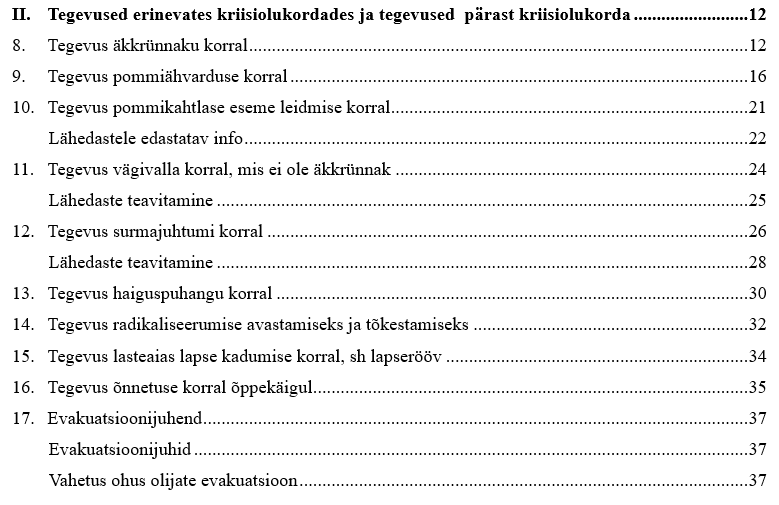 II. Tegevused erinevates kriisiolukordades ja tegevused pärast kriisiolukorda.........................12
8. Tegevus äkkrünnaku korral...............................................................................................................12
9. Tegevus pommiähvarduse korral......................................................................................................16
10. Tegevus pommikahtlase eseme leidmise korral................................................................................21
Lähedastele edastatav info................................................................................................................22
11. Tegevus vägivalla korral, mis ei ole äkkrünnak ..............................................................................24
Lähedaste teavitamine ......................................................................................................................25
12. Tegevus surmajuhtumi korral ...........................................................................................................26
Lähedaste teavitamine ......................................................................................................................28
13. Tegevus haiguspuhangu korral .........................................................................................................30
14. Tegevus radikaliseerumise avastamiseks ja tõkestamiseks .............................................................32
15. Tegevus lasteaias lapse kadumise korral, sh lapserööv ...................................................................34
16. Tegevus õnnetuse korral õppekäigul.................................................................................................35
17. Evakuatsioonijuhend.........................................................................................................................37
Evakuatsioonijuhid...........................................................................................................................37
Vahetus ohus olijate evakuatsioon....................................................................................................37